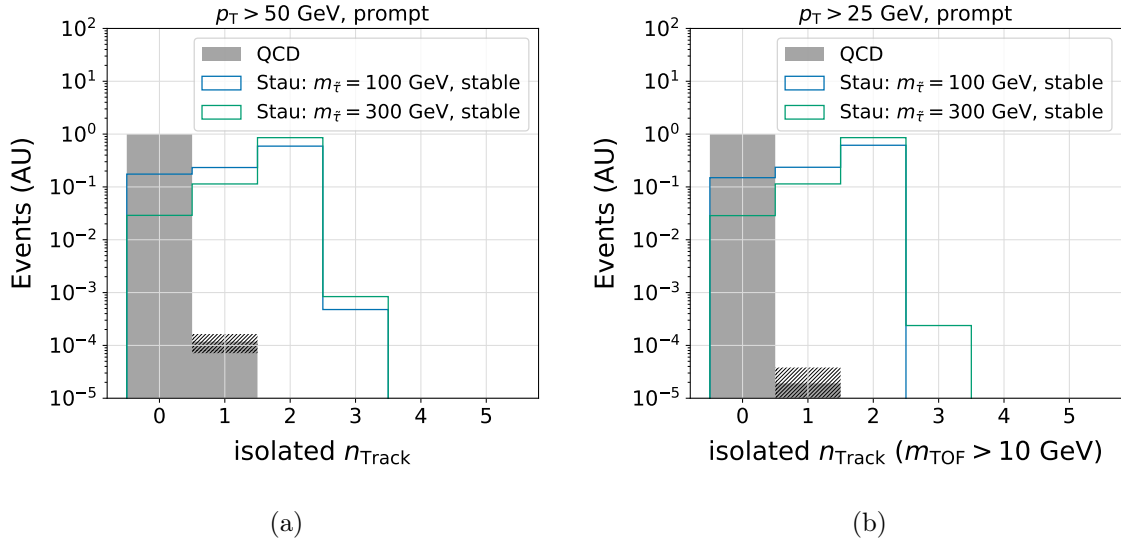 p_T > 50 GeV, prompt
Events (AU)
10^2
10^1
10^0
10^−1
10^−2
10^−3
10^−4
10^−5
QCD
Stau: m_τ̃ = 100 GeV, stable
Stau: m_τ̃ = 300 GeV, stable
0 1 2 3 4 5
isolated n_Track
(a)
p_T > 25 GeV, prompt
Events (AU)
10^2
10^1
10^0
10^−1
10^−2
10^−3
10^−4
10^−5
QCD
Stau: m_τ̃ = 100 GeV, stable
Stau: m_τ̃ = 300 GeV, stable
0 1 2 3 4 5
isolated n_Track (m_TOF > 10 GeV)
(b)